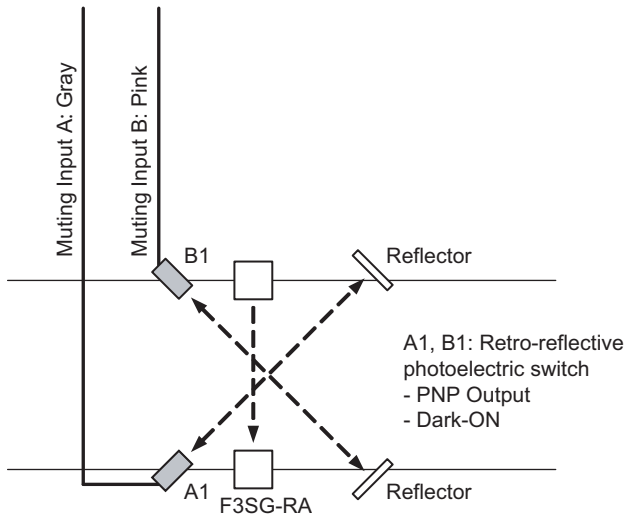 Muting Input A: Gray
Muting Input B: Pink
B1
Reflector
A1, B1: Retro-reflective
photoelectric switch
- PNP Output
- Dark-ON
A1
F3SG-RA
Reflector